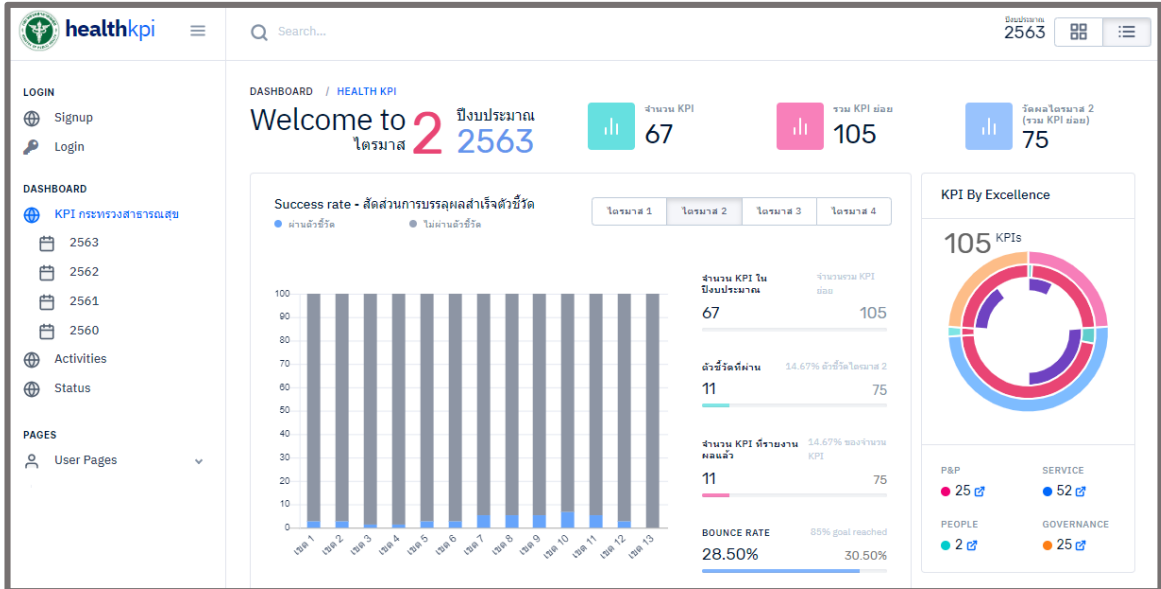 healthkpi
Search...
ปีงบประมาณ
2563
LOGIN
Signup
Login
DASHBOARD
KPI กระทรวงสาธารณสุข
2563
2562
2561
2560
Activities
Status
PAGES
User Pages
DASHBOARD / HEALTH KPI
Welcome to
ไตรมาส
2
ปีงบประมาณ
2563
จำนวน KPI
67
รวม KPI ย่อย
105
วัดผลไตรมาส 2
(รวม KPI ย่อย)
75
Success rate - สัดส่วนการบรรลุผลสำเร็จตัวชี้วัด
ผ่านตัวชี้วัด
ไม่ผ่านตัวชี้วัด
ไตรมาส 1
ไตรมาส 2
ไตรมาส 3
ไตรมาส 4
100
90
80
70
60
50
40
30
20
10
0
เขต 1
เขต 2
เขต 3
เขต 4
เขต 5
เขต 6
เขต 7
เขต 8
เขต 9
เขต 10
เขต 11
เขต 12
เขต 13
จำนวน KPI ใน
ปีงบประมาณ
จำนวนรวม KPI
ย่อย
67
105
ตัวชี้วัดที่ผ่าน
14.67% ตัวชี้วัดไตรมาส 2
11
75
จำนวน KPI ที่รายงาน
ผลแล้ว
14.67% ของจำนวน
KPI
11
75
BOUNCE RATE
85% goal reached
28.50%
30.50%
KPI By Excellence
105 KPIs
P&P
25
SERVICE
52
PEOPLE
2
GOVERNANCE
25